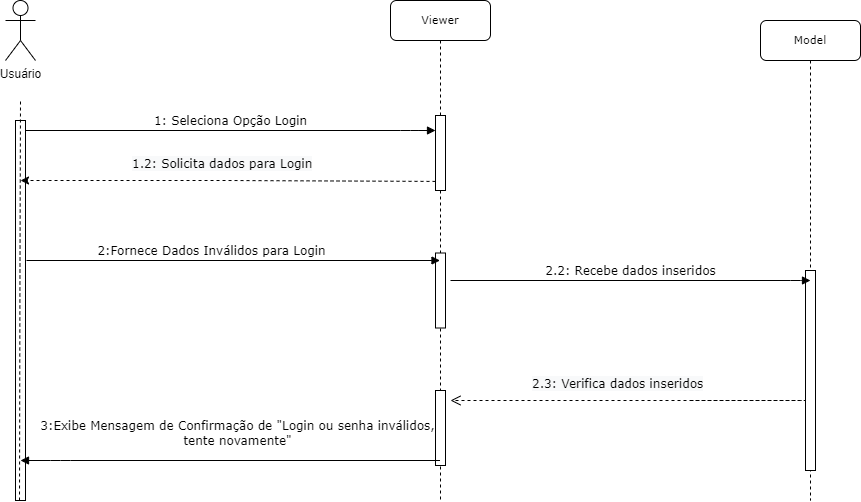 Viewer
Model
Usuário
1: Seleciona Opção Login
1.2: Solicita dados para Login
2:Fornece Dados Inválidos para Login
2.2: Recebe dados inseridos
2.3: Verifica dados inseridos
3:Exibe Mensagem de Confirmação de "Login ou senha inválidos,
tente novamente"